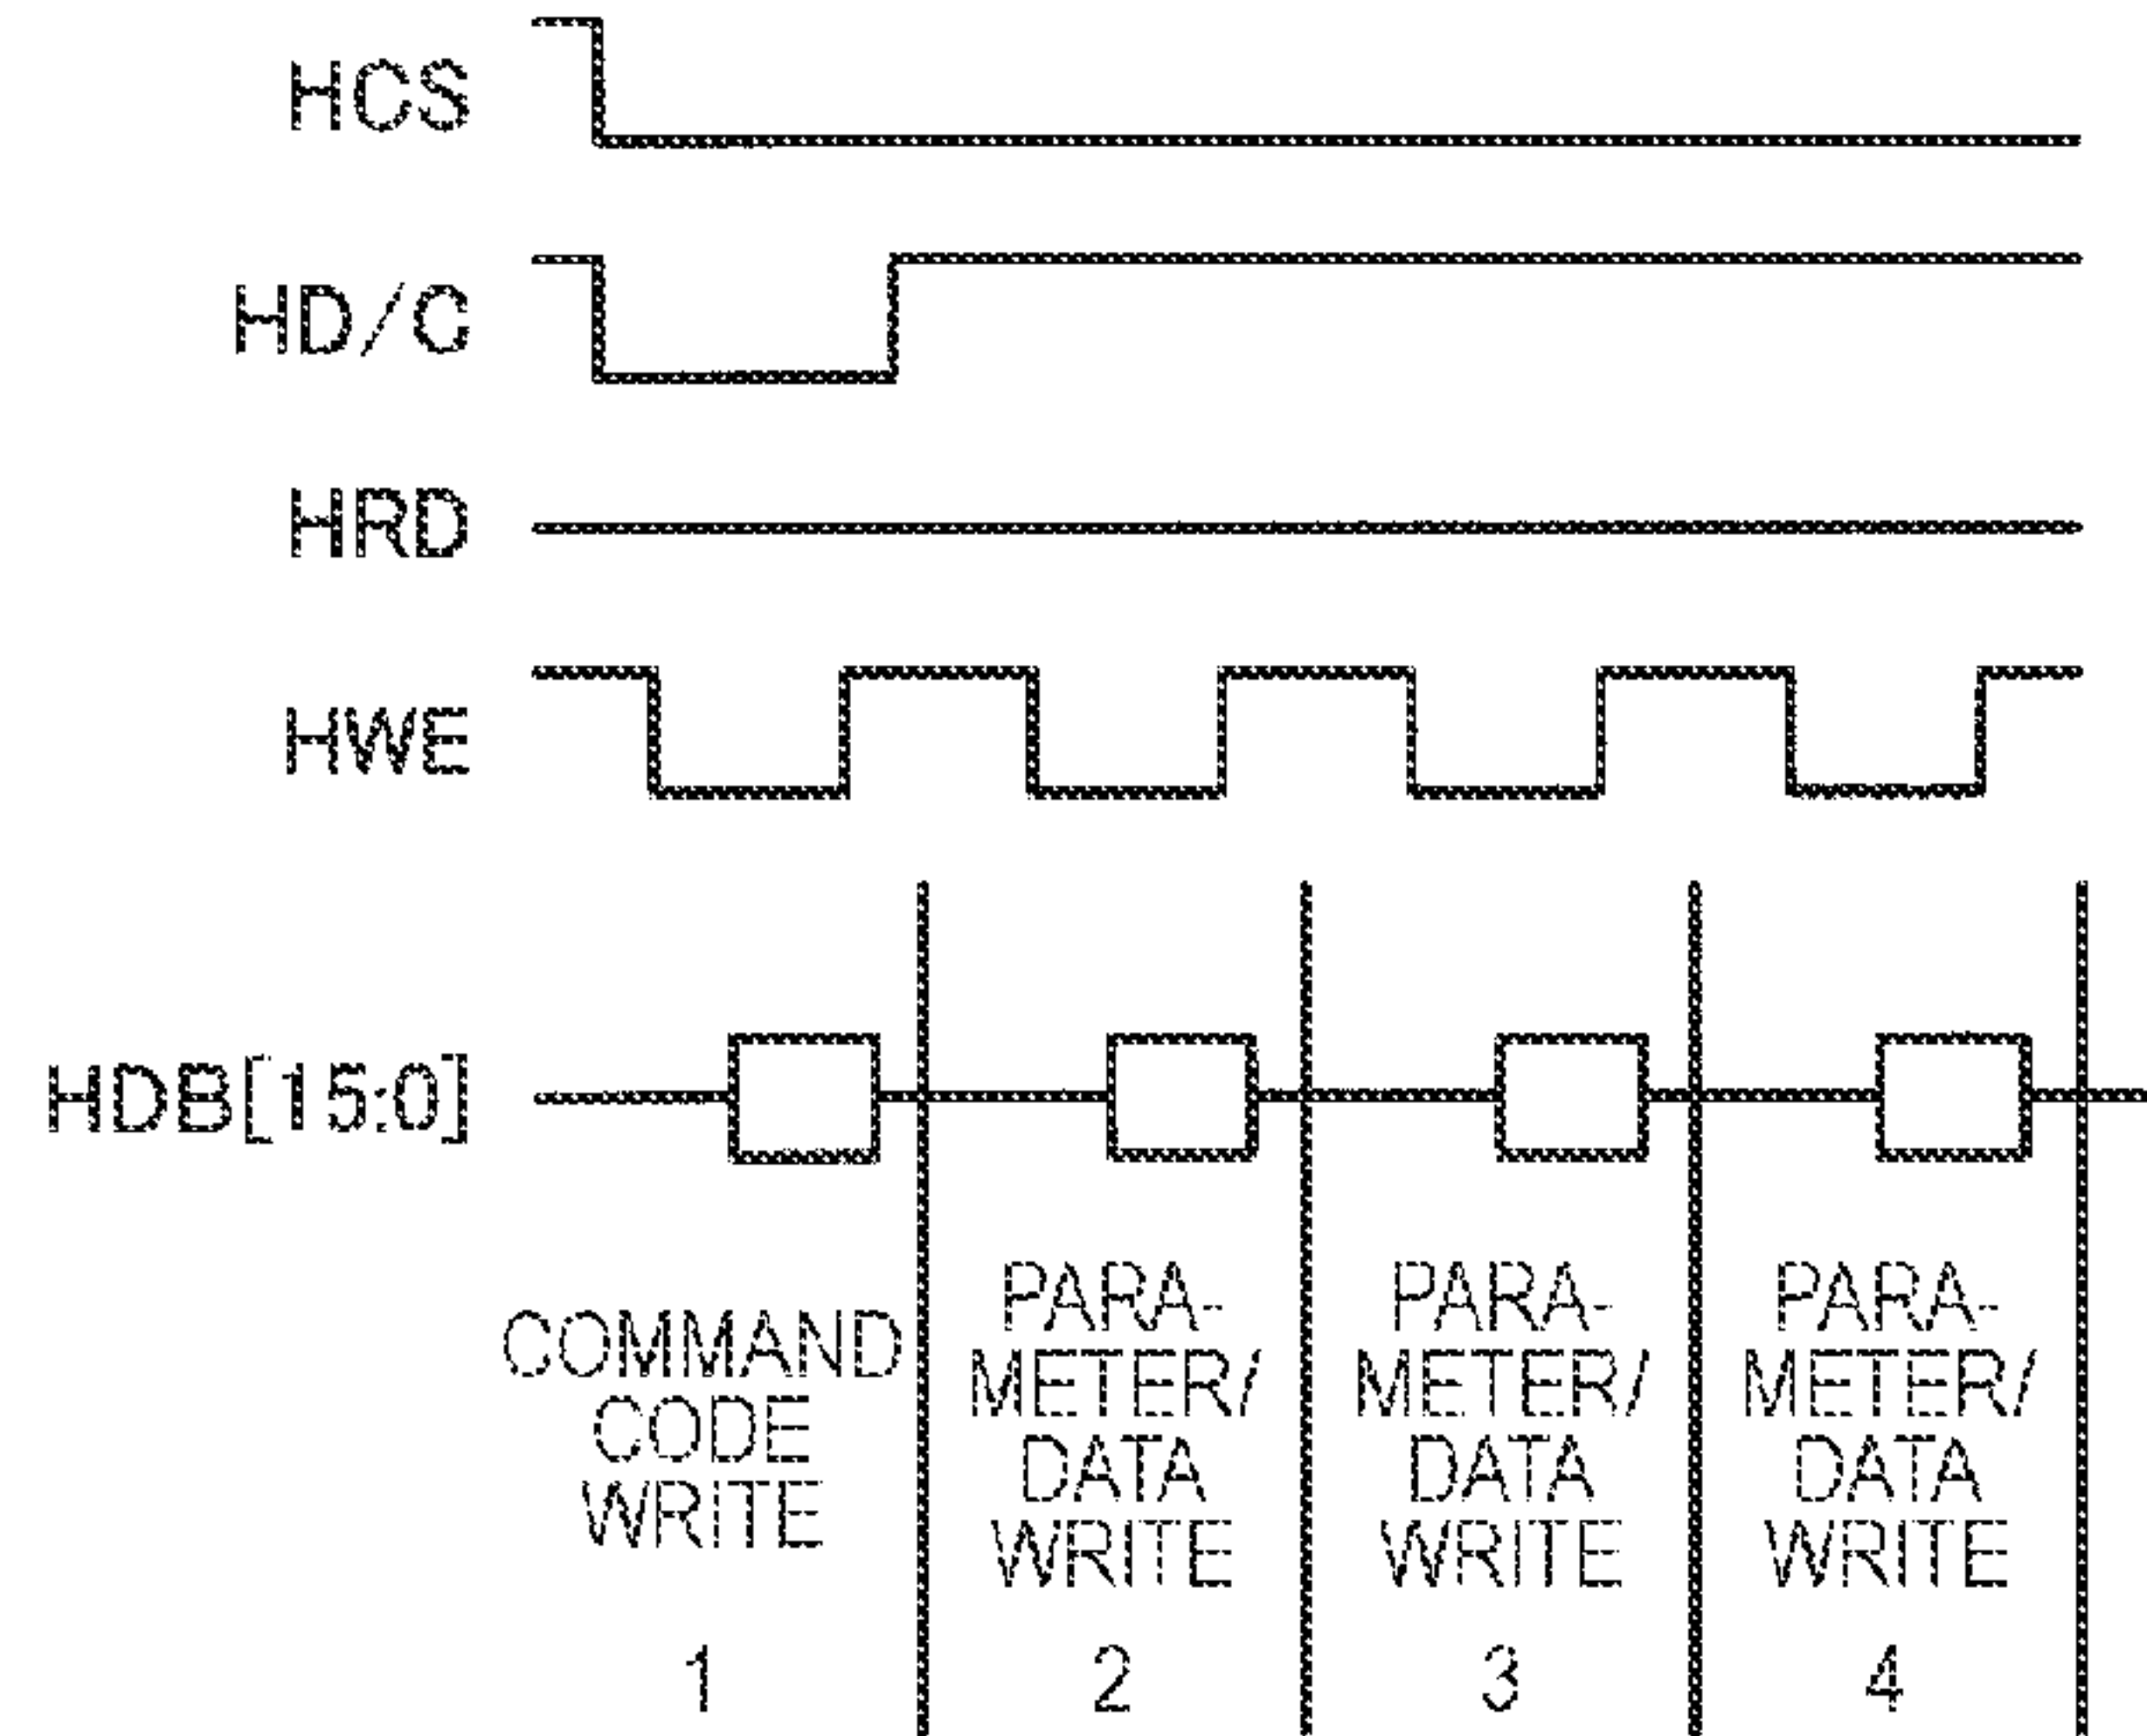 HCS
HD/C
HRD
HWE
HDB[15:0]
COMMAND
CODE
WRITE
1
PARA-
METER/
DATA
WRITE
2
PARA-
METER/
DATA
WRITE
3
PARA-
METER/
DATA
WRITE
4